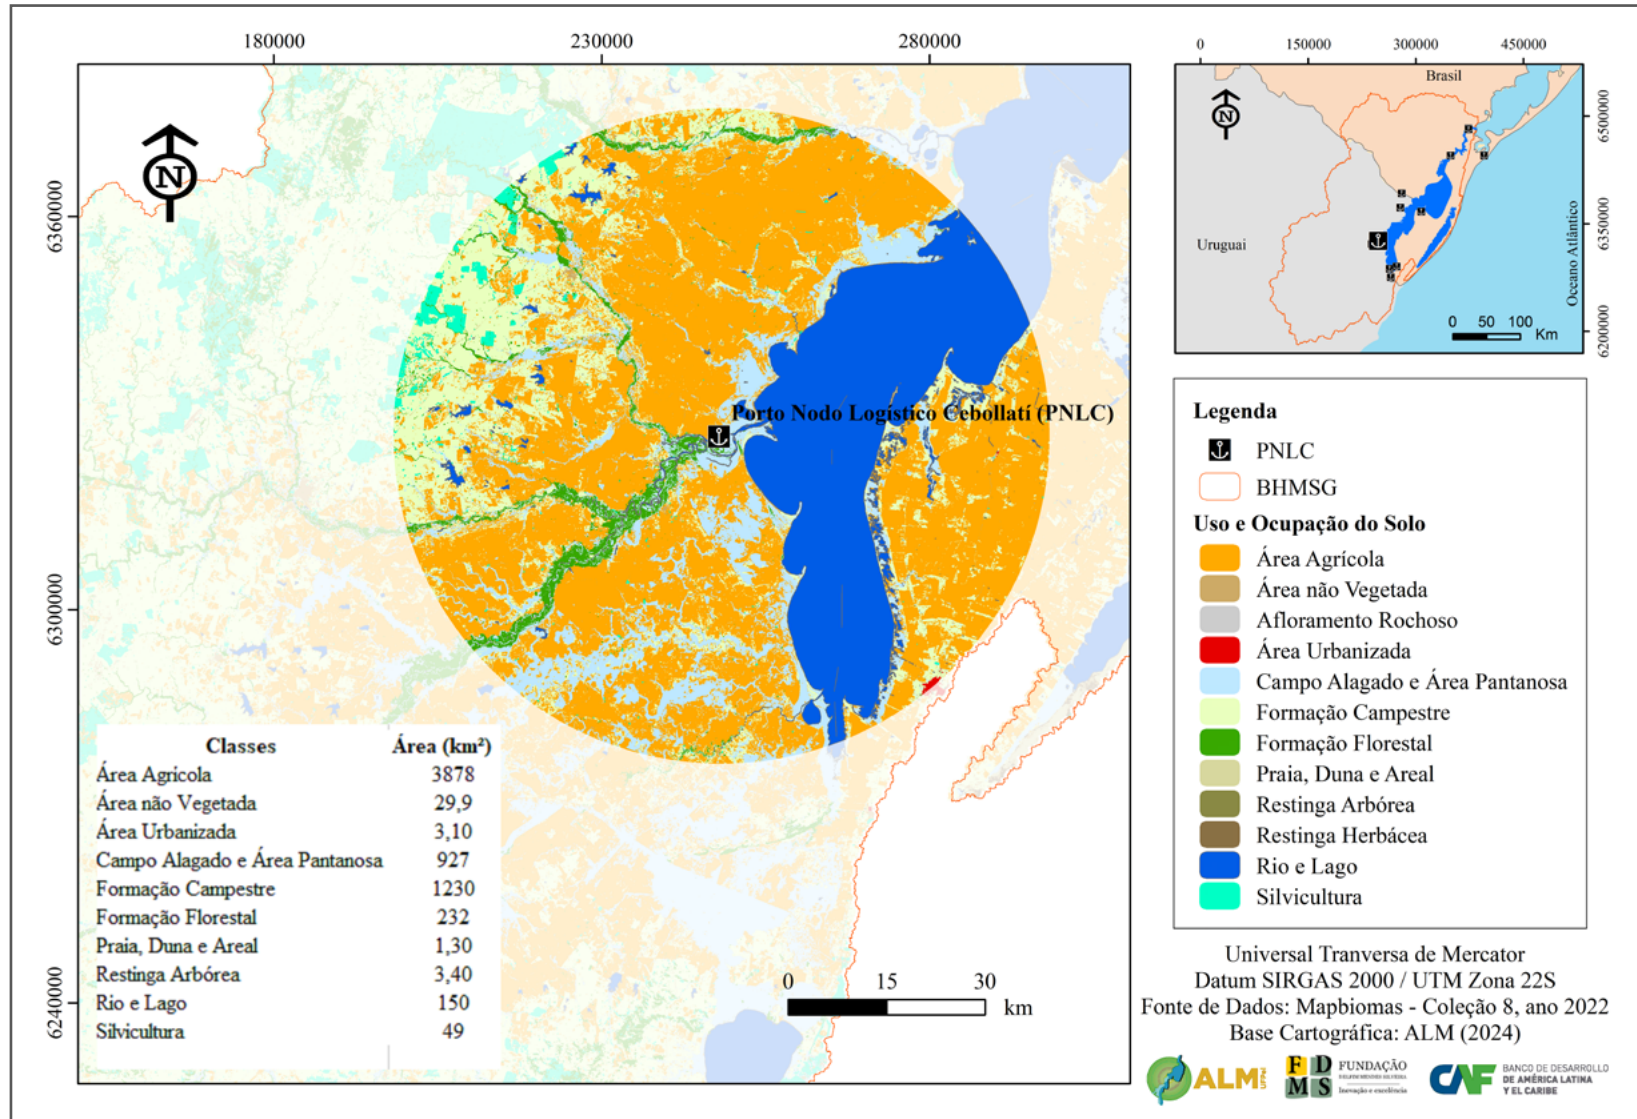 180000
230000
280000
6360000
6300000
6240000
N
Porto Nodo Logístico Cebollatí (PNLC)
Classes Área (km²)
Área Agrícola 3878
Área não Vegetada 29,9
Área Urbanizada 3,10
Campo Alagado e Área Pantanosa 927
Formação Campestre 1230
Formação Florestal 232
Praia, Duna e Areal 1,30
Restinga Arbórea 3,40
Rio e Lago 150
Silvicultura 49
0 15 30
km
0 150000 300000 450000
6500000
6350000
6200000
N
Brasil
Uruguai
Oceano Atlântico
0 50 100
Km
Legenda
PNLC
BHMSG
Uso e Ocupação do Solo
Área Agrícola
Área não Vegetada
Afloramento Rochoso
Área Urbanizada
Campo Alagado e Área Pantanosa
Formação Campestre
Formação Florestal
Praia, Duna e Areal
Restinga Arbórea
Restinga Herbácea
Rio e Lago
Silvicultura
Universal Tranversa de Mercator
Datum SIRGAS 2000 / UTM Zona 22S
Fonte de Dados: Mapbiomas - Coleção 8, ano 2022
Base Cartográfica: ALM (2024)
ALM UFPel
F D
M S
FUNDAÇÃO
Inovação e excelência
CAF
BANCO DE DESARROLLO
DE AMÉRICA LATINA
Y EL CARIBE